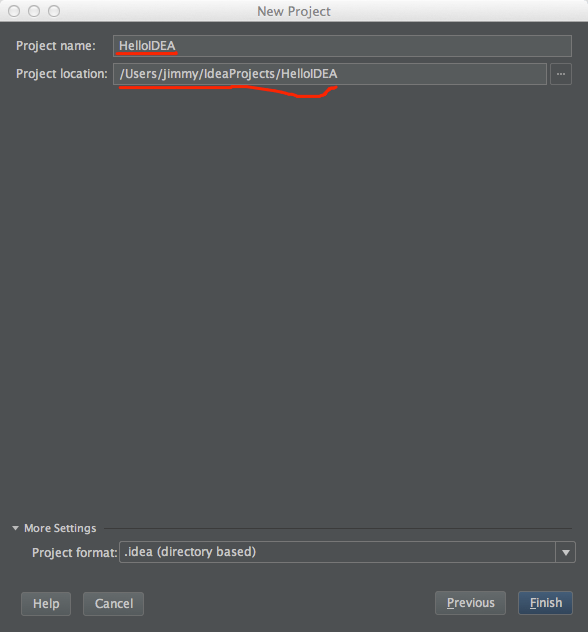 New Project
Project name: HelloIDEA
Project location: /Users/jimmy/IdeaProjects/HelloIDEA ...
More Settings
Project format: .idea (directory based)
Help Cancel Previous Finish